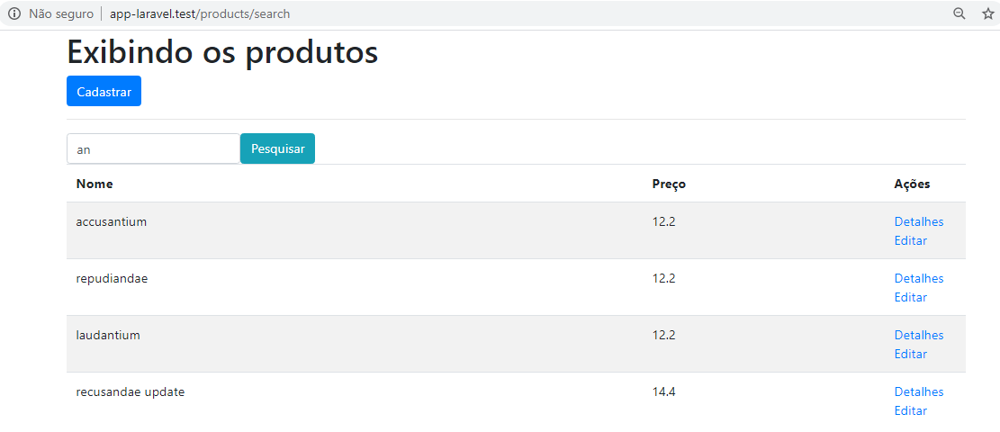 Não seguro app-laravel.test/products/search
Exibindo os produtos
Cadastrar
an Pesquisar
Nome Preço Ações
accusantium 12.2 Detalhes
Editar
repudiandae 12.2 Detalhes
Editar
laudantium 12.2 Detalhes
Editar
recusandae update 14.4 Detalhes
Editar